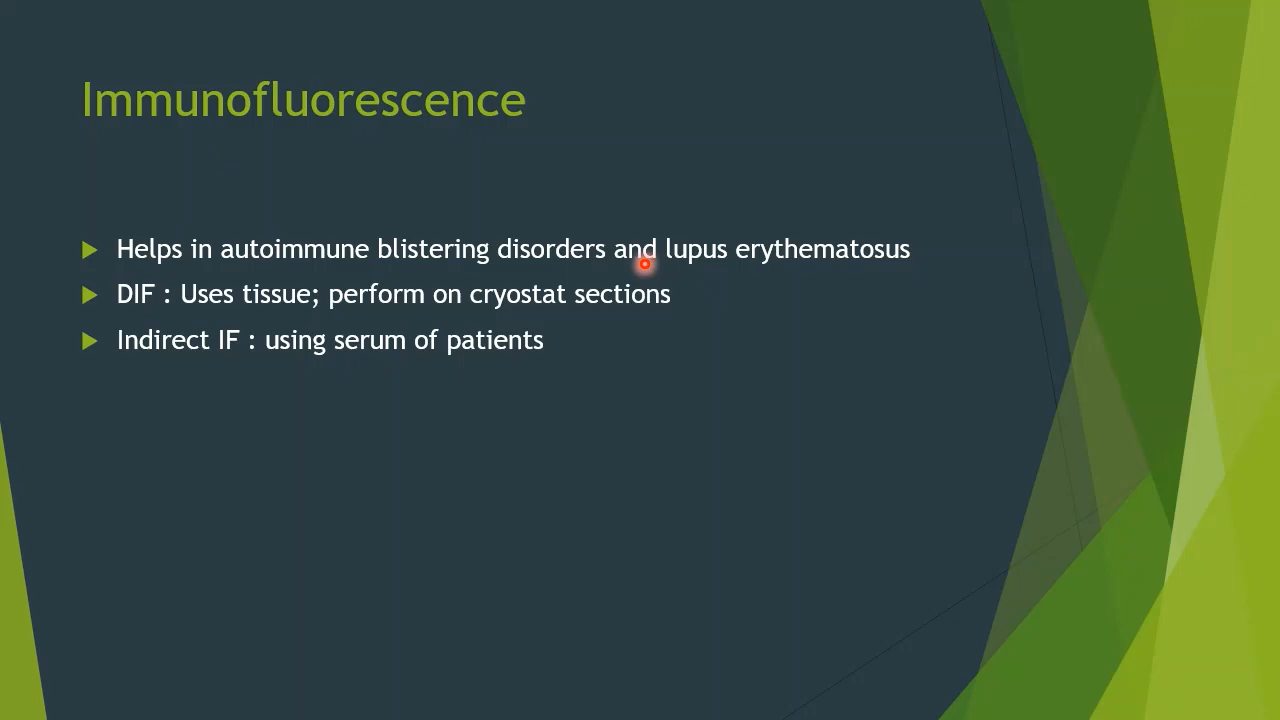 Immunofluorescence
Helps in autoimmune blistering disorders and lupus erythematosus
DIF : Uses tissue; perform on cryostat sections
Indirect IF : using serum of patients